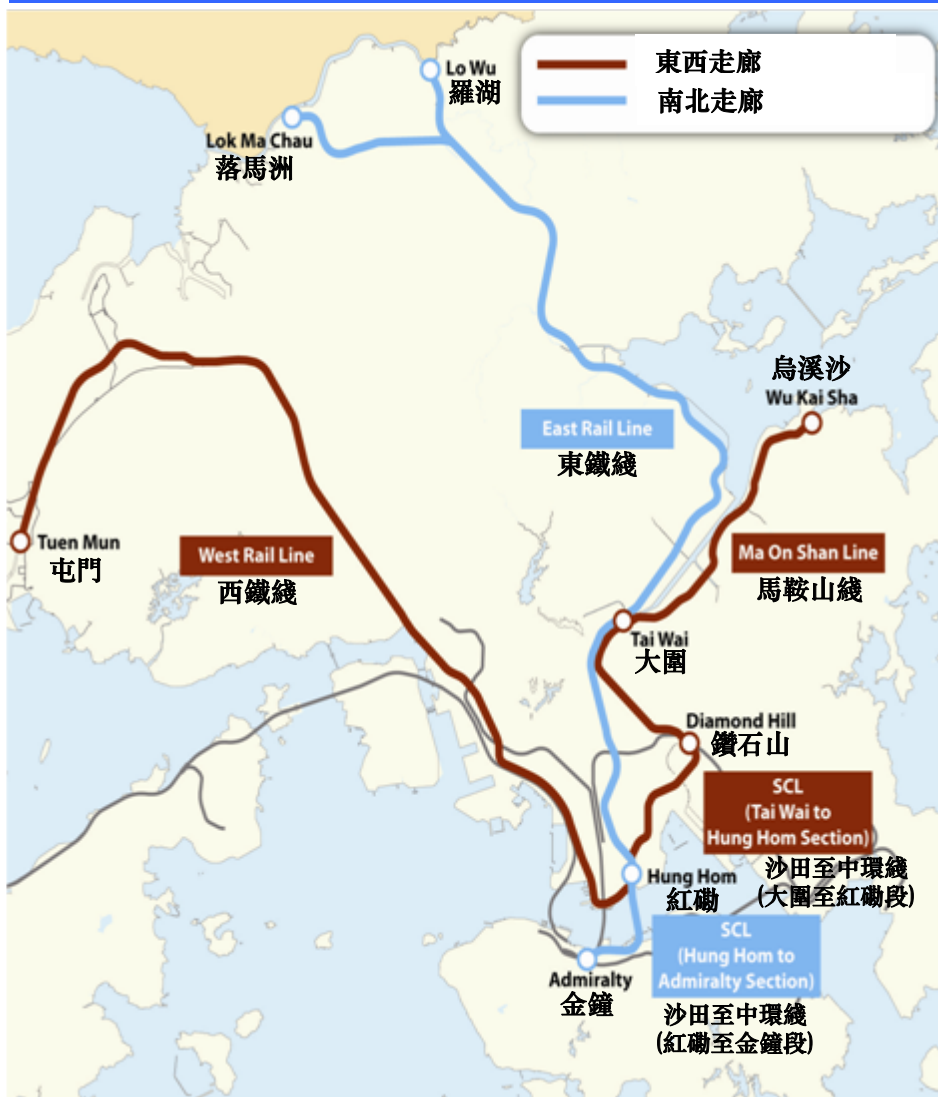 東西走廊
南北走廊
Lo Wu
羅湖
Lok Ma Chau
落馬洲
烏溪沙
Wu Kai Sha
East Rail Line
東鐵綫
Tuen Mun
屯門
West Rail Line
西鐵綫
Ma On Shan Line
馬鞍山綫
Tai Wai
大圍
Diamond Hill
鑽石山
SCL
(Tai Wai to
Hung Hom Section)
沙田至中環綫
(大圍至紅磡段)
Hung Hom
紅磡
SCL
(Hung Hom to
Admiralty Section)
沙田至中環綫
(紅磡至金鐘段)
Admiralty
金鐘